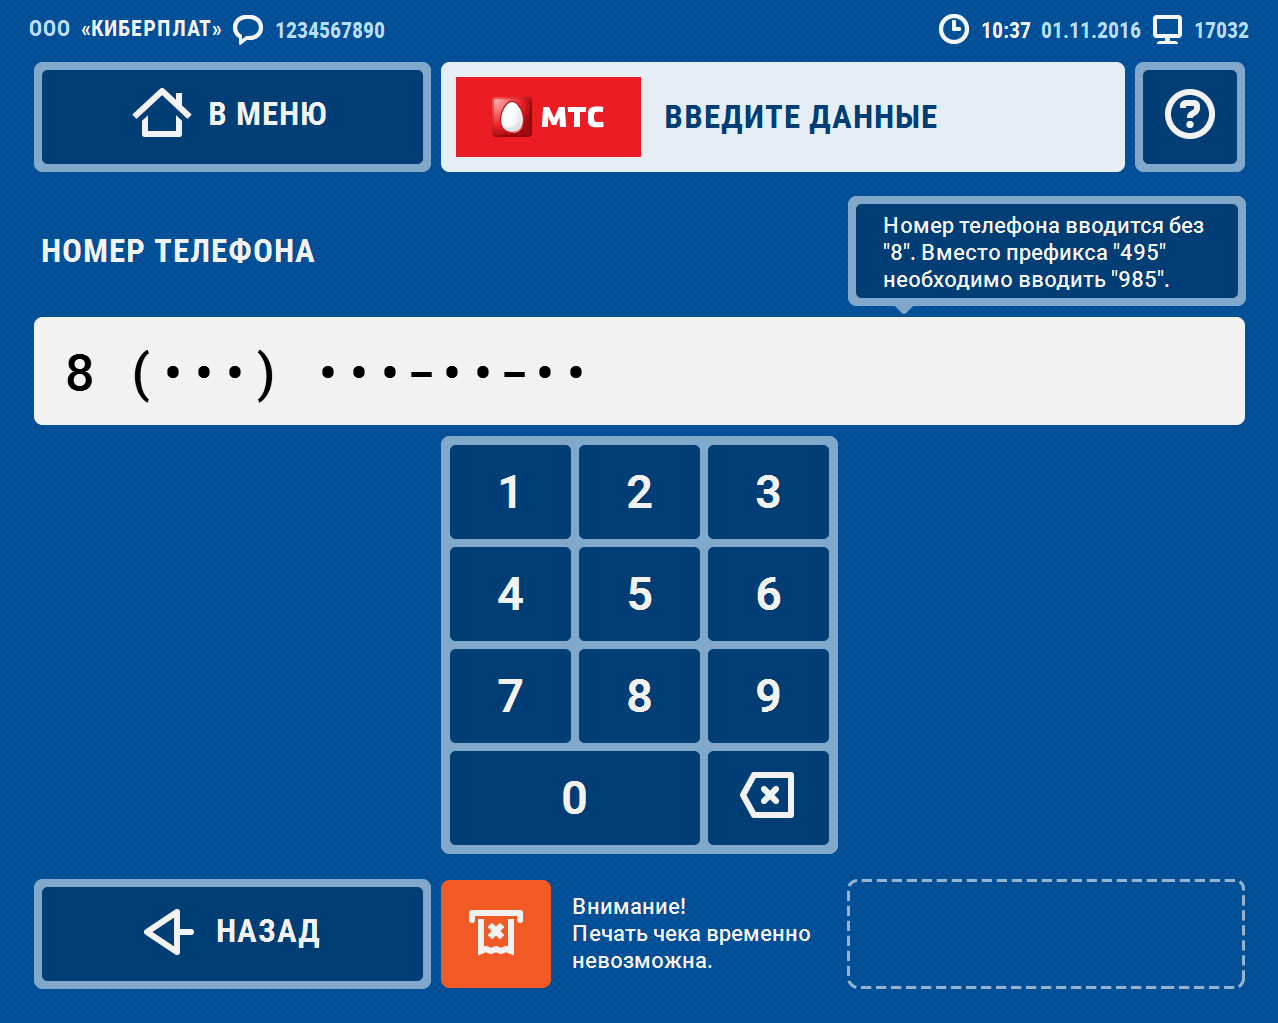 ООО «КИБЕРПЛАТ» 1234567890 10:37 01.11.2016 17032
В МЕНЮ
МТС
ВВЕДИТЕ ДАННЫЕ
?
НОМЕР ТЕЛЕФОНА
Номер телефона вводится без
"8". Вместо префикса "495"
необходимо вводить "985".
8 (•••) •••-••-••
1 2 3
4 5 6
7 8 9
0
НАЗАД
Внимание!
Печать чека временно
невозможна.